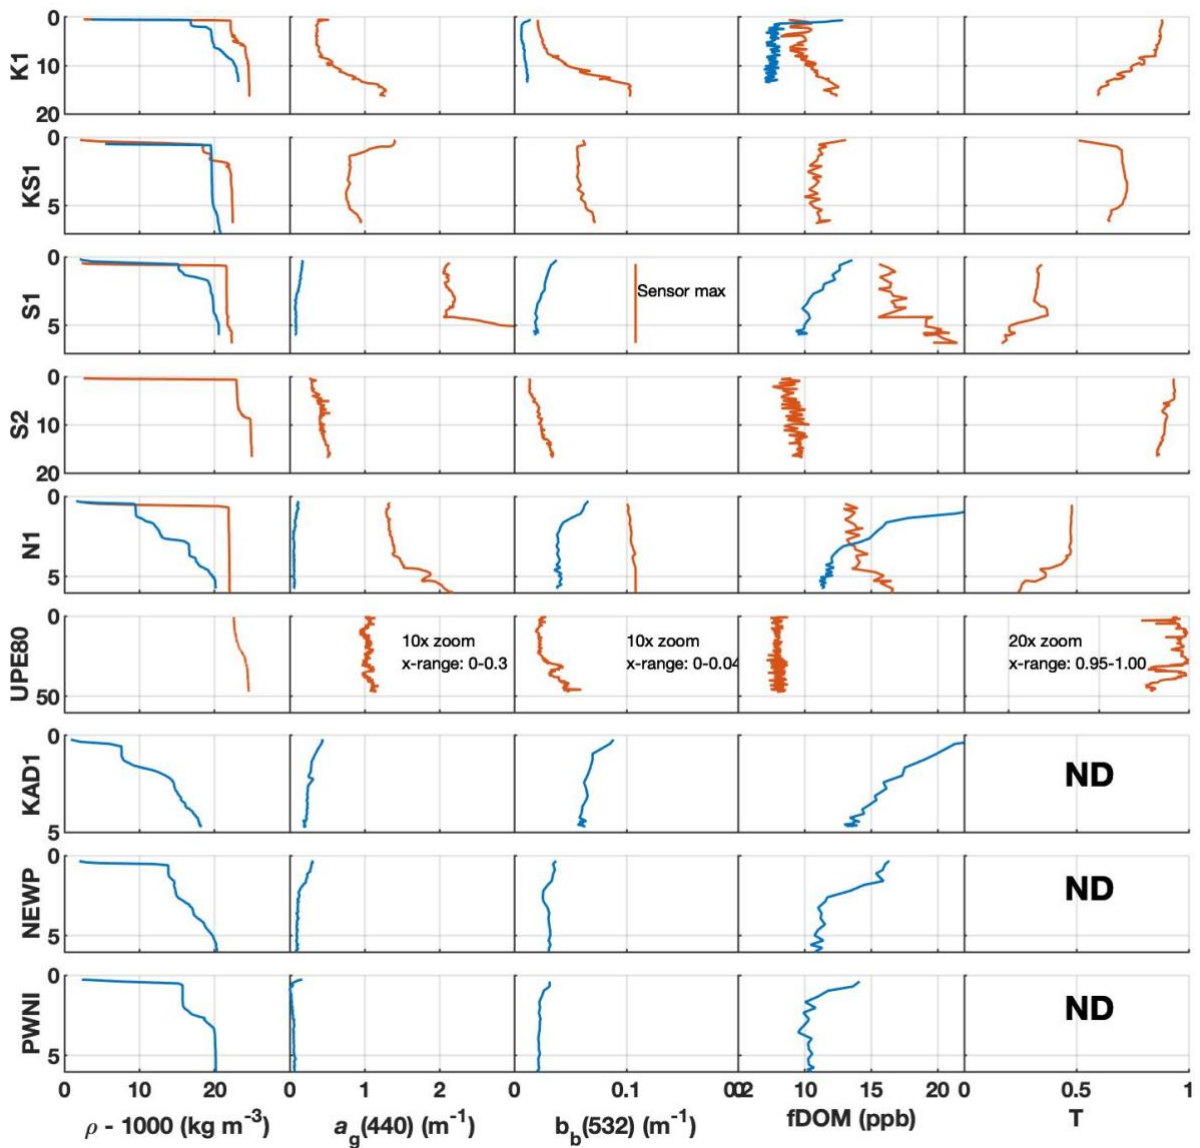 0
K1
10
20
0
KS1
5
0
S1
5
Sensor max
0
S2
10
20
0
N1
5
0
UPE80
50
10x zoom
x-range: 0-0.3
10x zoom
x-range: 0-0.04
20x zoom
x-range: 0.95-1.00
0
KAD1
5
ND
0
NEWP
5
ND
0
PWNI
5
ND
0 10 20 0 1 2 0 0.1 0.2 10 15 20 0 0.5 1
ρ - 1000 (kg m⁻³) a_g(440) (m⁻¹) b_b(532) (m⁻¹) fDOM (ppb) T